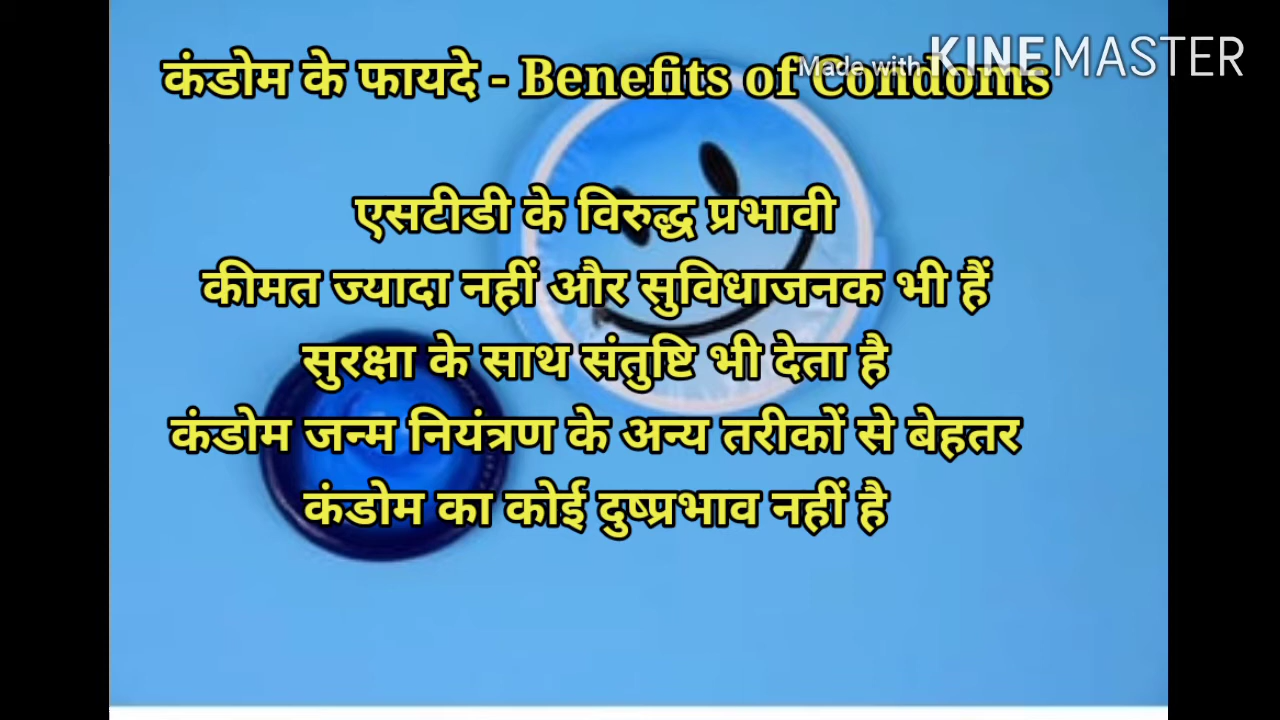 कंडोम के फायदे - Benefits of Condoms
Made with KINEMASTER
एसटीडी के विरुद्ध प्रभावी
कीमत ज्यादा नहीं और सुविधाजनक भी हैं
सुरक्षा के साथ संतुष्टि भी देता है
कंडोम जन्म नियंत्रण के अन्य तरीकों से बेहतर
कंडोम का कोई दुष्प्रभाव नहीं है